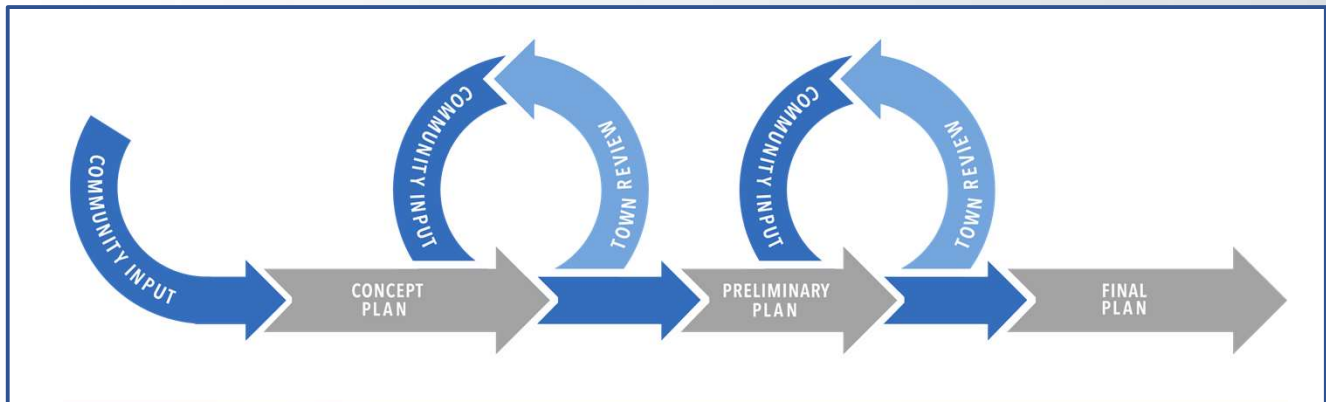 COMMUNITY INPUT
CONCEPT
PLAN
COMMUNITY INPUT
TOWN REVIEW
PRELIMINARY
PLAN
COMMUNITY INPUT
TOWN REVIEW
FINAL
PLAN